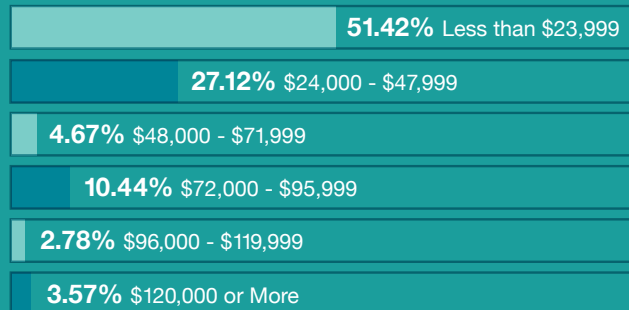 51.42% Less than $23,999
27.12% $24,000 - $47,999
4.67% $48,000 - $71,999
10.44% $72,000 - $95,999
2.78% $96,000 - $119,999
3.57% $120,000 or More